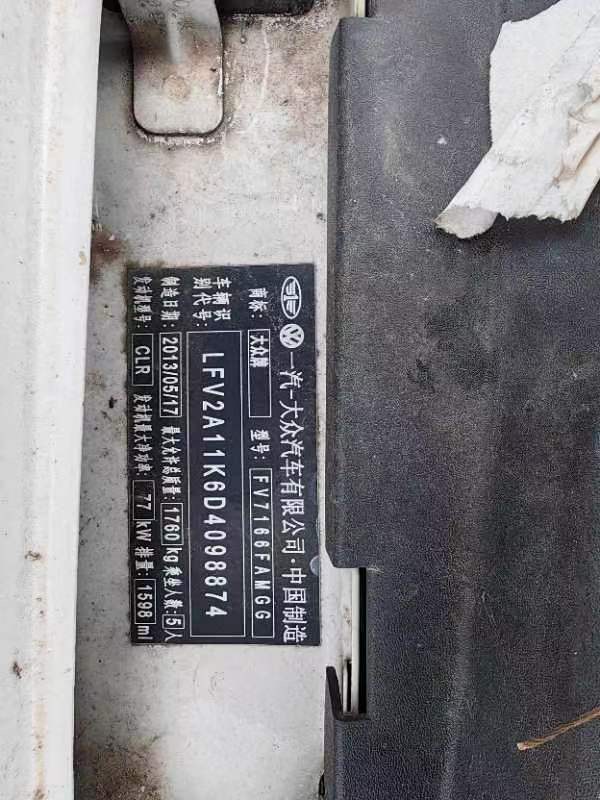 一汽-大众汽车有限公司·中国制造
商标: 大众牌 型号: FV7166FAMGG
车辆识别代号: LFV2A11K6D4098874
制造日期: 2013/05/17 最大允许总质量: 1760 kg 乘坐人数: 5 人
发动机型号: CLR 发动机最大净功率: 77 kW 排量: 1598 ml